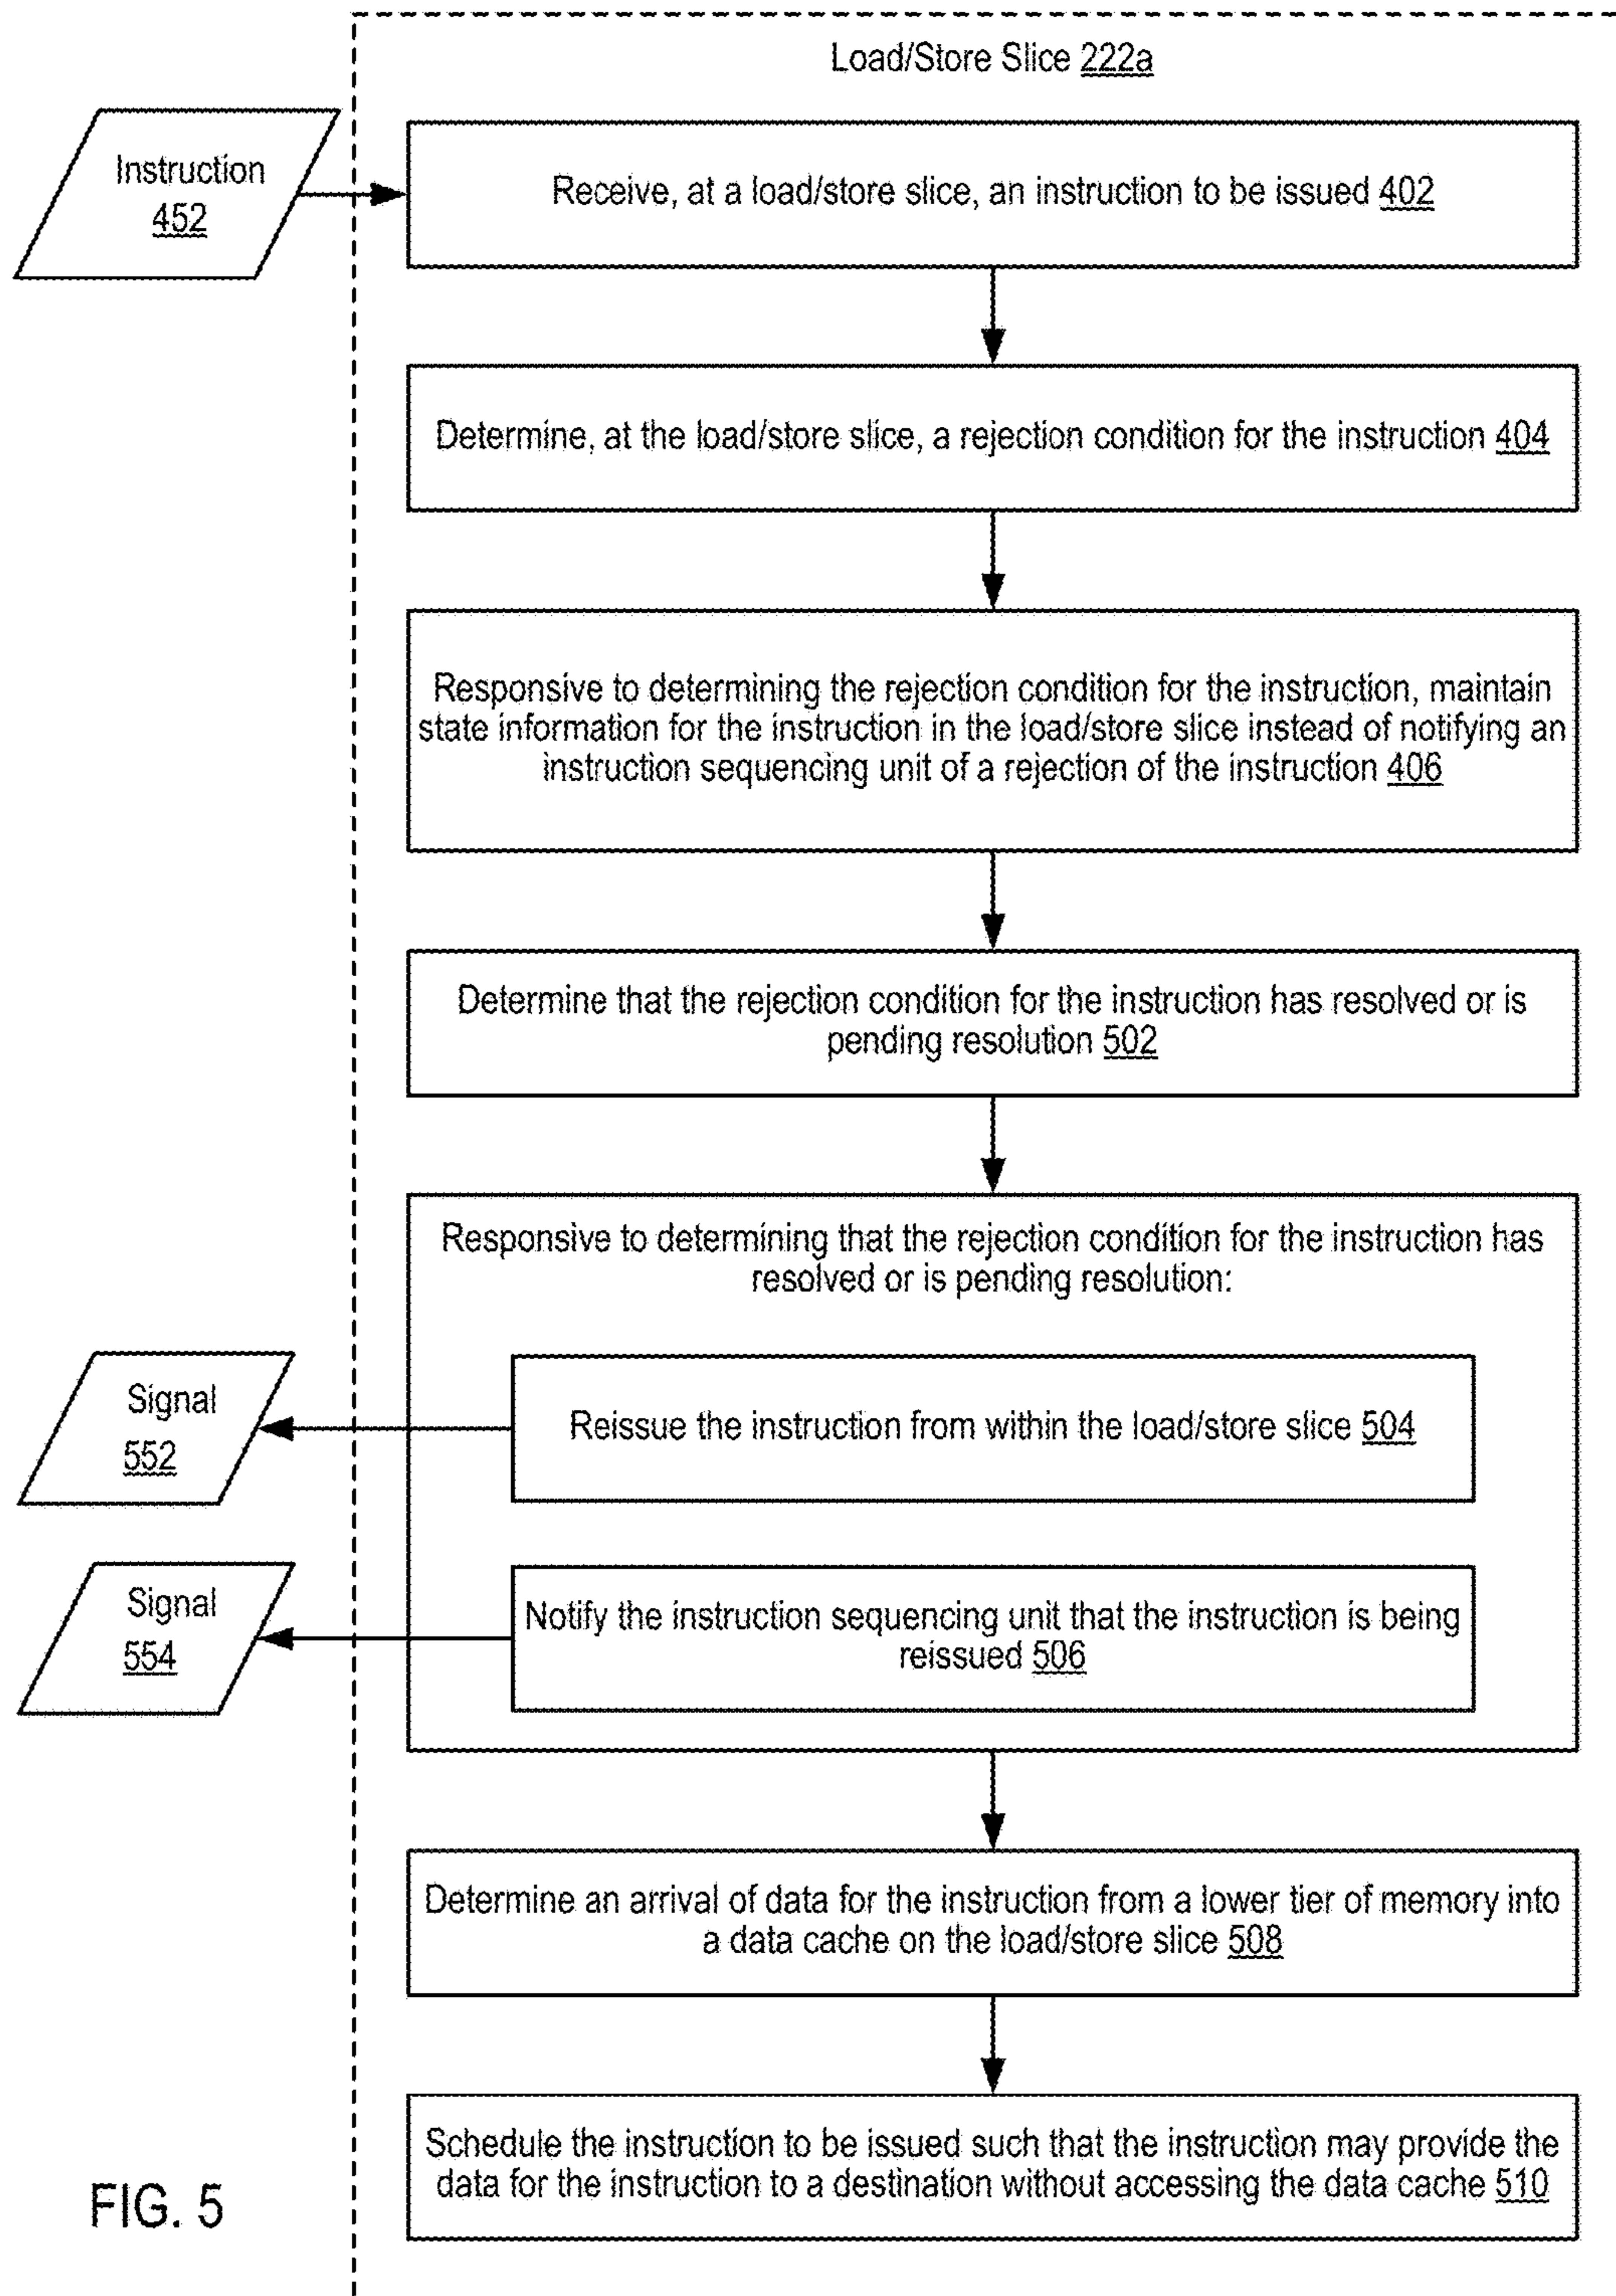 Load/Store Slice 222a
Instruction
452
Receive, at a load/store slice, an instruction to be issued 402
Determine, at the load/store slice, a rejection condition for the instruction 404
Responsive to determining the rejection condition for the instruction, maintain
state information for the instruction in the load/store slice instead of notifying an
instruction sequencing unit of a rejection of the instruction 406
Determine that the rejection condition for the instruction has resolved or is
pending resolution 502
Responsive to determining that the rejection condition for the instruction has
resolved or is pending resolution:
Signal
552
Reissue the instruction from within the load/store slice 504
Signal
554
Notify the instruction sequencing unit that the instruction is being
reissued 506
Determine an arrival of data for the instruction from a lower tier of memory into
a data cache on the load/store slice 508
Schedule the instruction to be issued such that the instruction may provide the
data for the instruction to a destination without accessing the data cache 510
FIG. 5